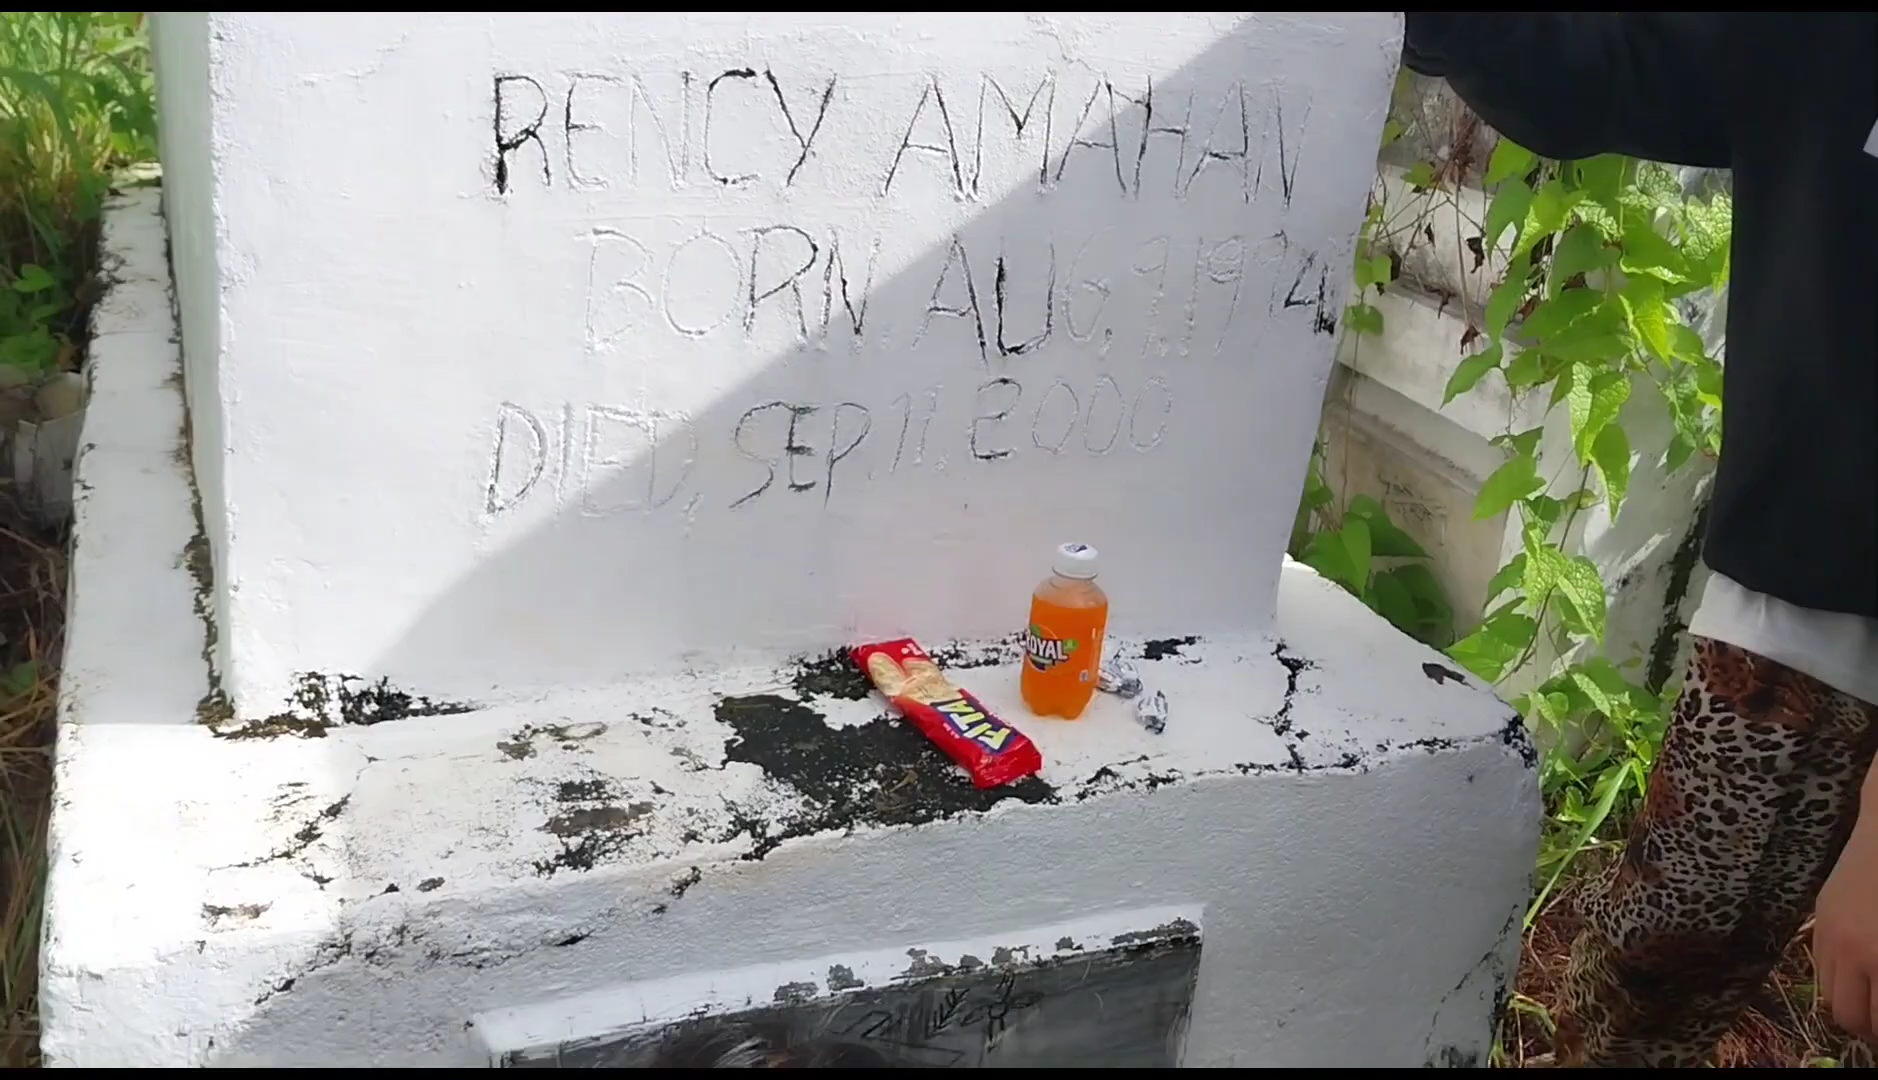 RENCY AMAHAN
BORN. AUG, 9.1994
DIED, SEP.11.2000
ROYAL
FITA